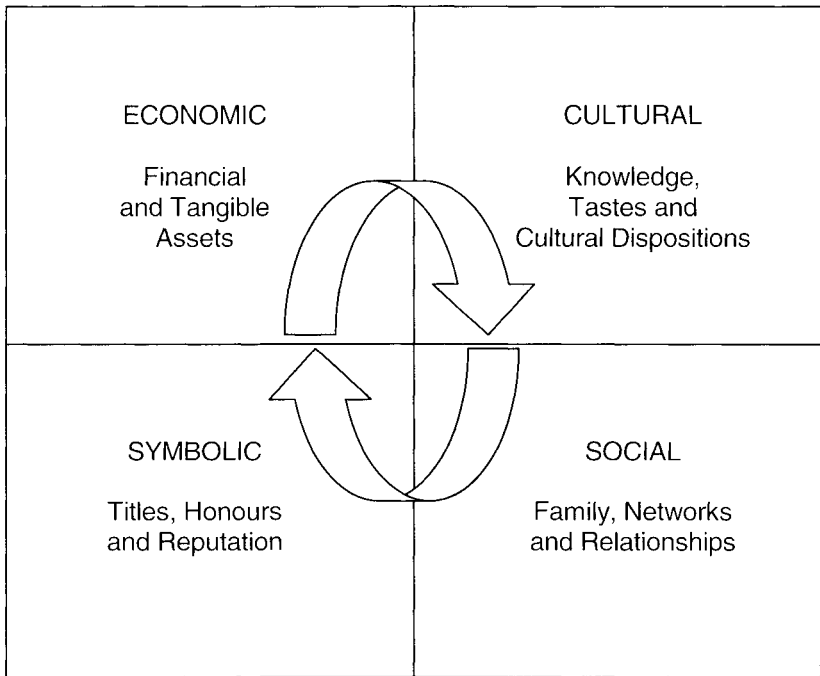 ECONOMIC
Financial
and Tangible
Assets
CULTURAL
Knowledge,
Tastes and
Cultural Dispositions
SYMBOLIC
Titles, Honours
and Reputation
SOCIAL
Family, Networks
and Relationships